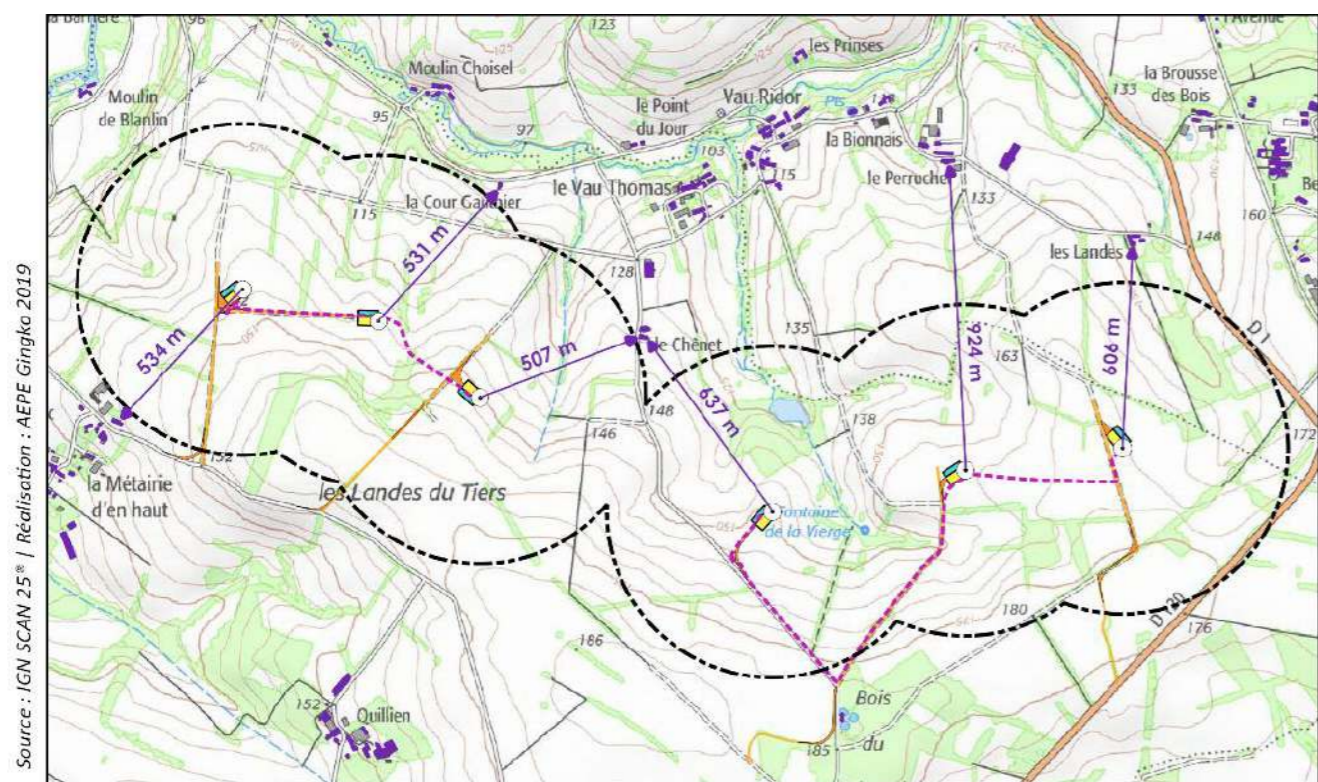 la Barrière
96
123
l'Avenue
125
les Prinses
Moulin Choisel
la Brousse
des Bois
Moulin
de Blanlin
95
97
le Point
du Jour
Vau Ridor
133
103
la Bionnais
115
le Perruche
le Vau Thomas
la Cour Gaunier
115
133
160
531 m
128
les Landes
148
534 m
507 m
le Chênet
135
924 m
163
606 m
D 1
637 m
148
146
138
172
152
la Métairie
d'en haut
les Landes du Tiers
Fontaine
de la Vierge
180
186
176
152
Quillien
Bois
du
185
Source : IGN SCAN 25® | Réalisation : AEPE Gingko 2019